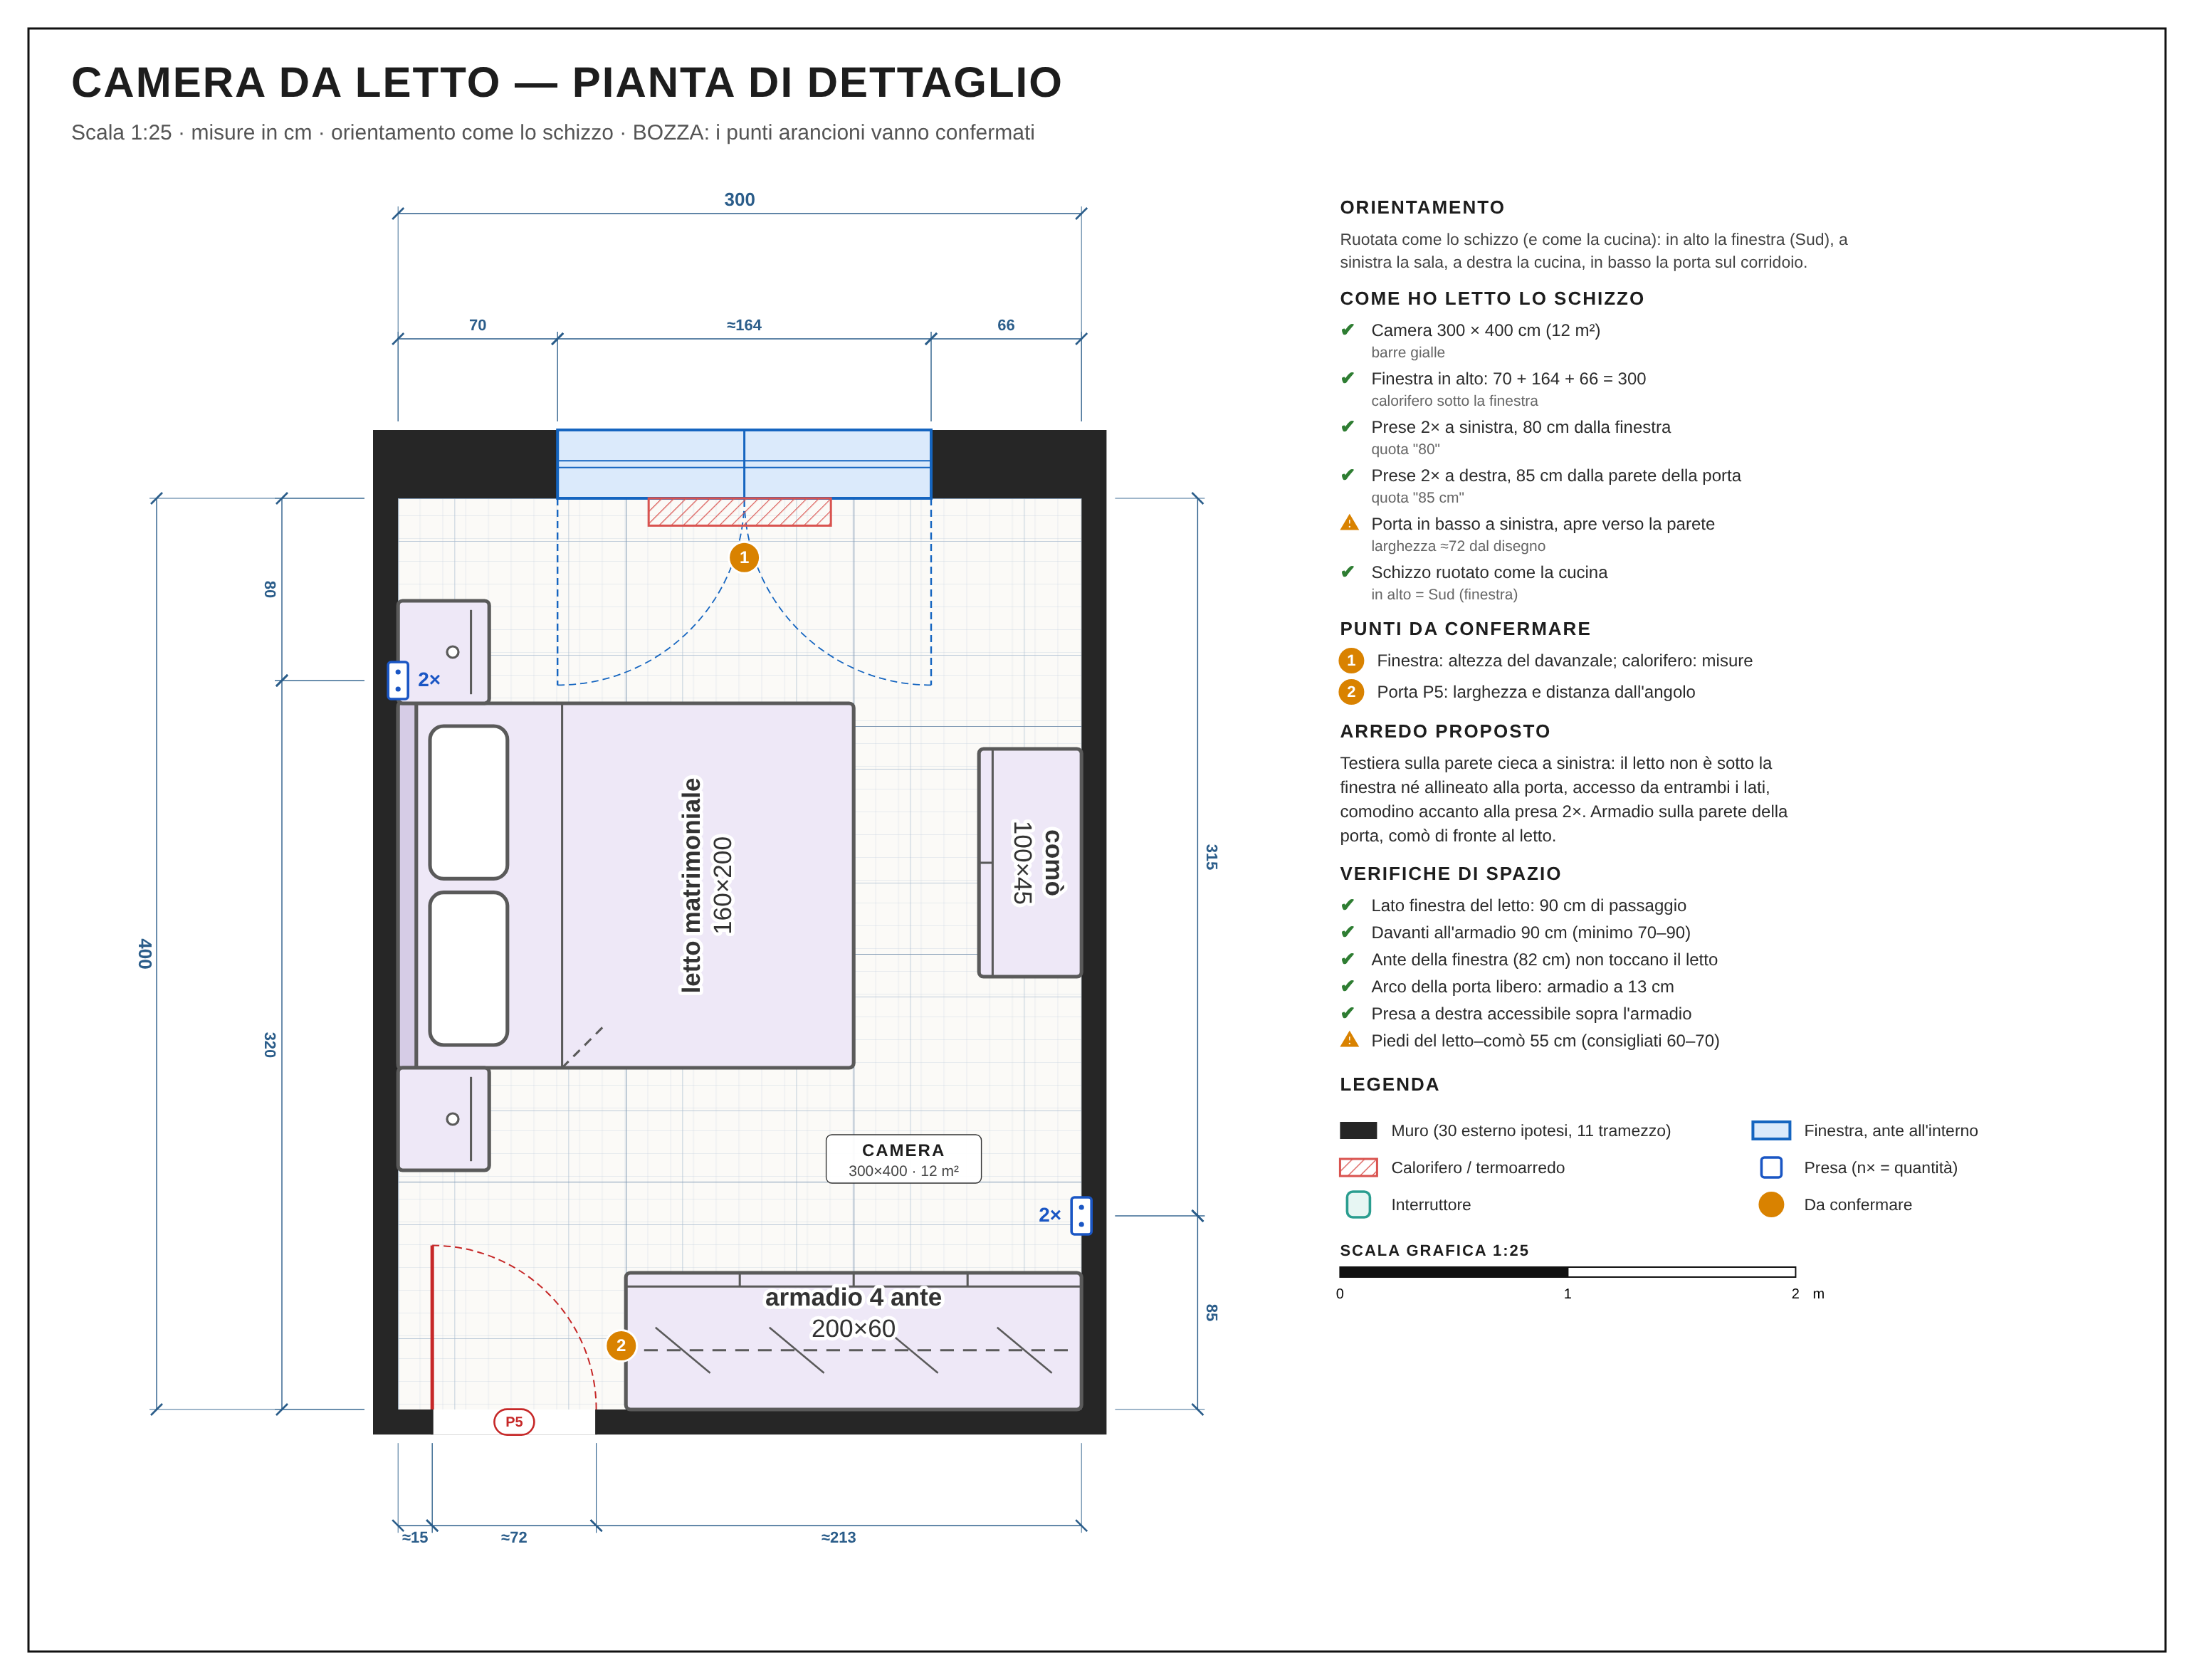 CAMERA DA LETTO — PIANTA DI DETTAGLIO
Scala 1:25 · misure in cm · orientamento come lo schizzo · BOZZA: i punti arancioni vanno confermati
300
70
≈164
66
80
320
400
315
85
1
2×
letto matrimoniale
160×200
comò
100×45
CAMERA
300×400 · 12 m²
2×
armadio 4 ante
200×60
2
P5
≈15
≈72
≈213
ORIENTAMENTO
Ruotata come lo schizzo (e come la cucina): in alto la finestra (Sud), a
sinistra la sala, a destra la cucina, in basso la porta sul corridoio.
COME HO LETTO LO SCHIZZO
✔ Camera 300 × 400 cm (12 m²)
barre gialle
✔ Finestra in alto: 70 + 164 + 66 = 300
calorifero sotto la finestra
✔ Prese 2× a sinistra, 80 cm dalla finestra
quota "80"
✔ Prese 2× a destra, 85 cm dalla parete della porta
quota "85 cm"
⚠ Porta in basso a sinistra, apre verso la parete
larghezza ≈72 dal disegno
✔ Schizzo ruotato come la cucina
in alto = Sud (finestra)
PUNTI DA CONFERMARE
1 Finestra: altezza del davanzale; calorifero: misure
2 Porta P5: larghezza e distanza dall'angolo
ARREDO PROPOSTO
Testiera sulla parete cieca a sinistra: il letto non è sotto la
finestra né allineato alla porta, accesso da entrambi i lati,
comodino accanto alla presa 2×. Armadio sulla parete della
porta, comò di fronte al letto.
VERIFICHE DI SPAZIO
✔ Lato finestra del letto: 90 cm di passaggio
✔ Davanti all'armadio 90 cm (minimo 70–90)
✔ Ante della finestra (82 cm) non toccano il letto
✔ Arco della porta libero: armadio a 13 cm
✔ Presa a destra accessibile sopra l'armadio
⚠ Piedi del letto–comò 55 cm (consigliati 60–70)
LEGENDA
Muro (30 esterno ipotesi, 11 tramezzo)
Finestra, ante all'interno
Calorifero / termoarredo
Presa (n× = quantità)
Interruttore
Da confermare
SCALA GRAFICA 1:25
0 1 2 m